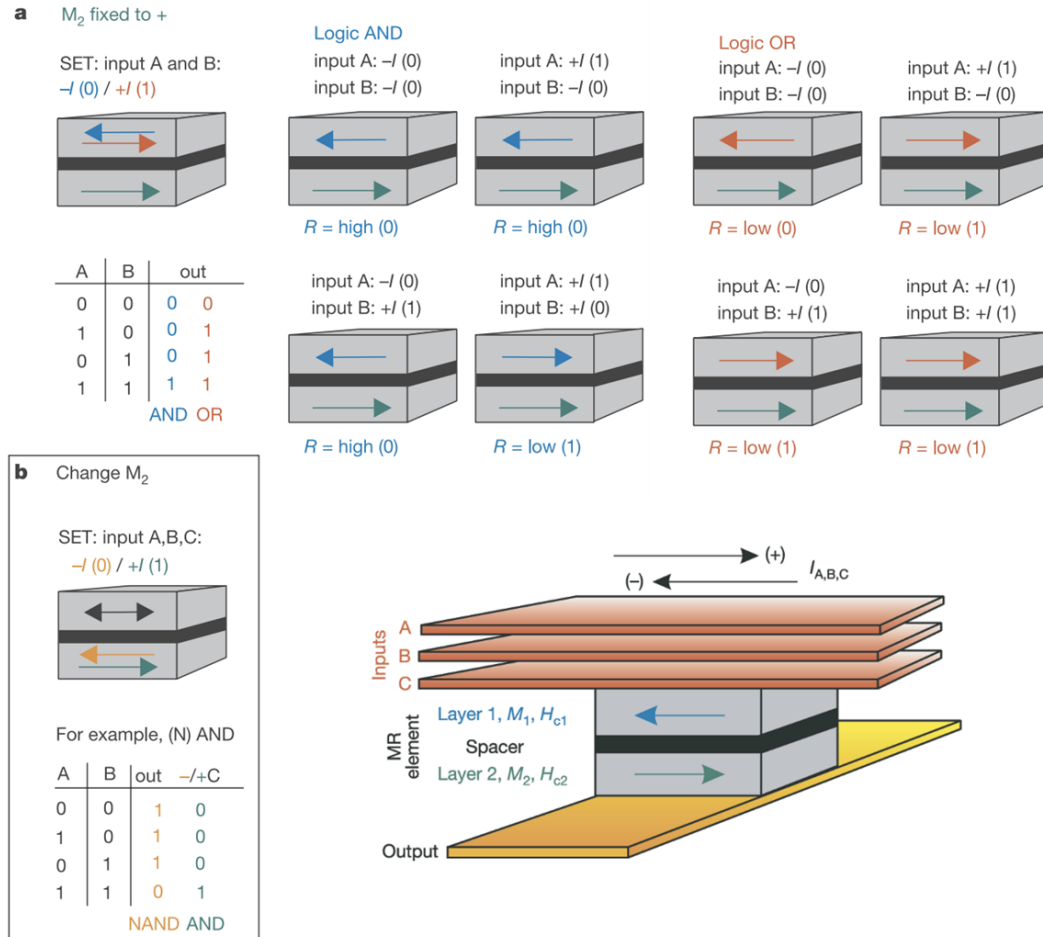 a M₂ fixed to +
SET: input A and B:
–I (0) / +I (1)
A B out
0 0 0 0
1 0 0 1
0 1 0 1
1 1 1 1
AND OR
Logic AND
input A: –I (0)
input B: –I (0)
R = high (0)
input A: +I (1)
input B: –I (0)
R = high (0)
input A: –I (0)
input B: +I (1)
R = high (0)
input A: +I (1)
input B: +I (0)
R = low (1)
Logic OR
input A: –I (0)
input B: –I (0)
R = low (0)
input A: +I (1)
input B: –I (0)
R = low (1)
input A: –I (0)
input B: +I (1)
R = low (1)
input A: +I (1)
input B: +I (1)
R = low (1)
b Change M₂
SET: input A,B,C:
–I (0) / +I (1)
For example, (N) AND
A B out –/+C
0 0 1 0
1 0 1 0
0 1 1 0
1 1 0 1
NAND AND
(+)
(–)
I A,B,C
Inputs
A
B
C
MR
element
Layer 1, M₁, Hc1
Spacer
Layer 2, M₂, Hc2
Output